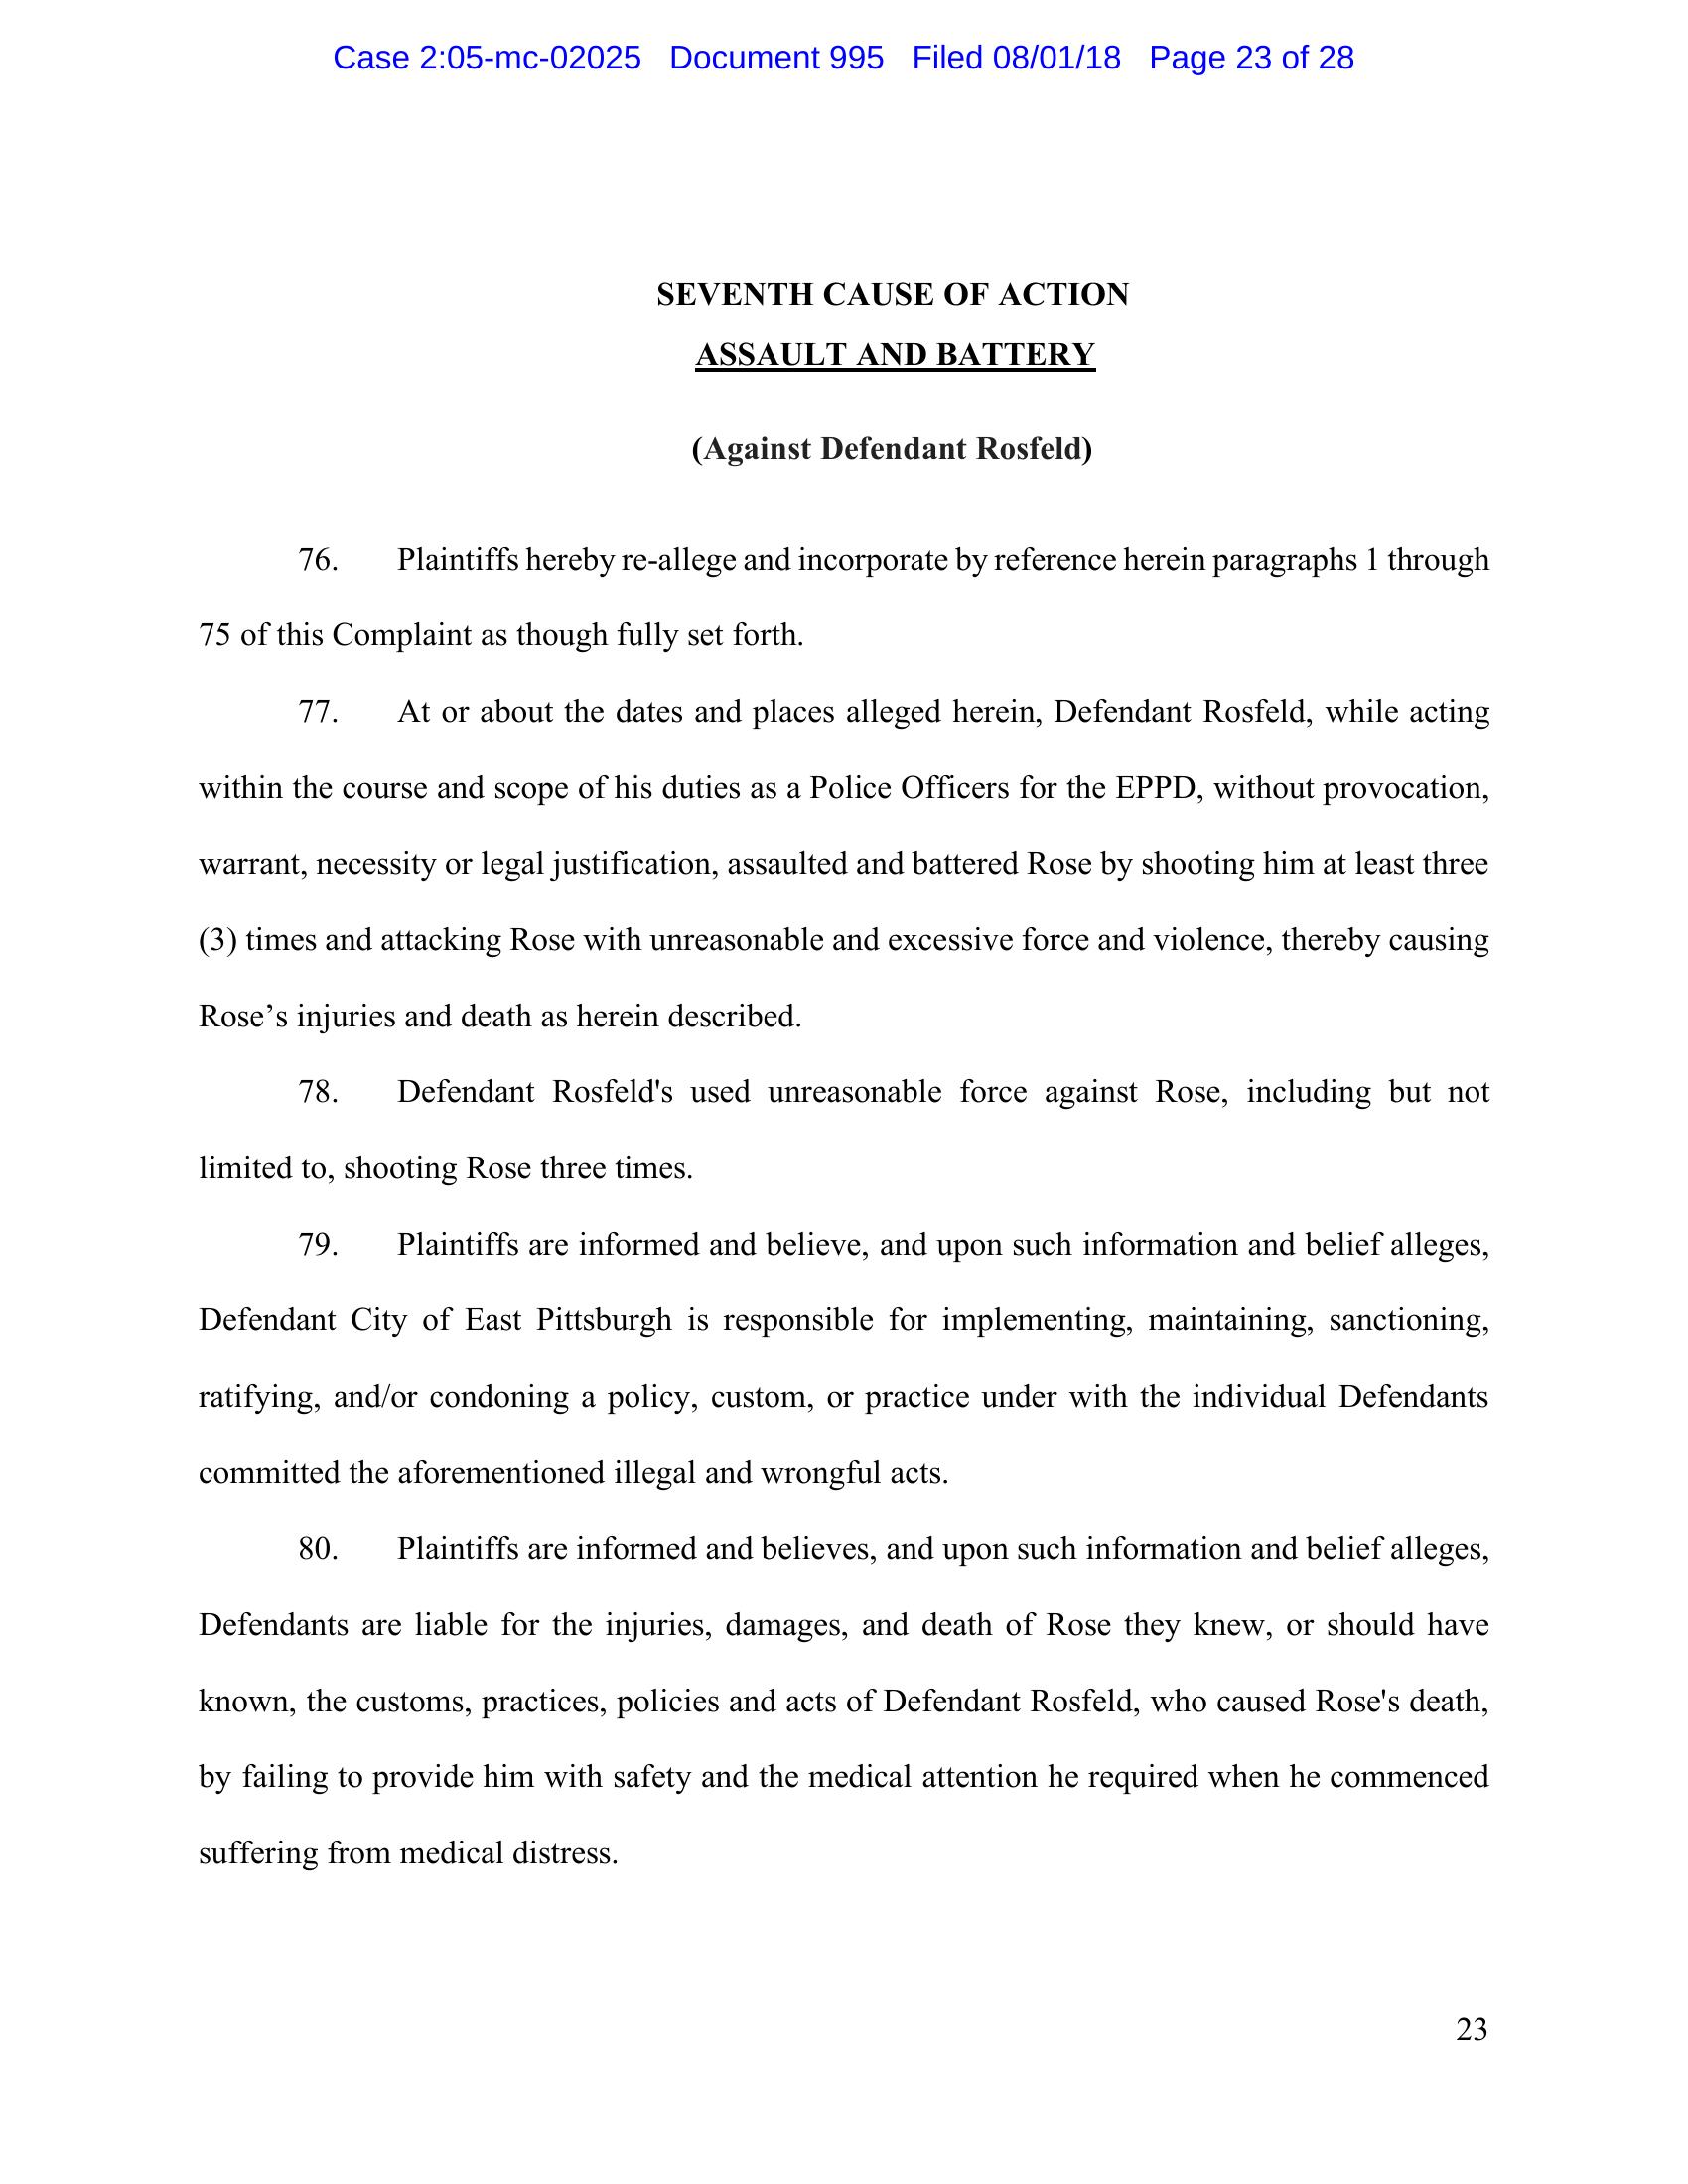 Case 2:05-mc-02025 Document 995 Filed 08/01/18 Page 23 of 28
SEVENTH CAUSE OF ACTION
ASSAULT AND BATTERY
(Against Defendant Rosfeld)
76. Plaintiffs hereby re-allege and incorporate by reference herein paragraphs 1 through
75 of this Complaint as though fully set forth.
77. At or about the dates and places alleged herein, Defendant Rosfeld, while acting
within the course and scope of his duties as a Police Officers for the EPPD, without provocation,
warrant, necessity or legal justification, assaulted and battered Rose by shooting him at least three
(3) times and attacking Rose with unreasonable and excessive force and violence, thereby causing
Rose’s injuries and death as herein described.
78. Defendant Rosfeld's used unreasonable force against Rose, including but not
limited to, shooting Rose three times.
79. Plaintiffs are informed and believe, and upon such information and belief alleges,
Defendant City of East Pittsburgh is responsible for implementing, maintaining, sanctioning,
ratifying, and/or condoning a policy, custom, or practice under with the individual Defendants
committed the aforementioned illegal and wrongful acts.
80. Plaintiffs are informed and believes, and upon such information and belief alleges,
Defendants are liable for the injuries, damages, and death of Rose they knew, or should have
known, the customs, practices, policies and acts of Defendant Rosfeld, who caused Rose's death,
by failing to provide him with safety and the medical attention he required when he commenced
suffering from medical distress.
23